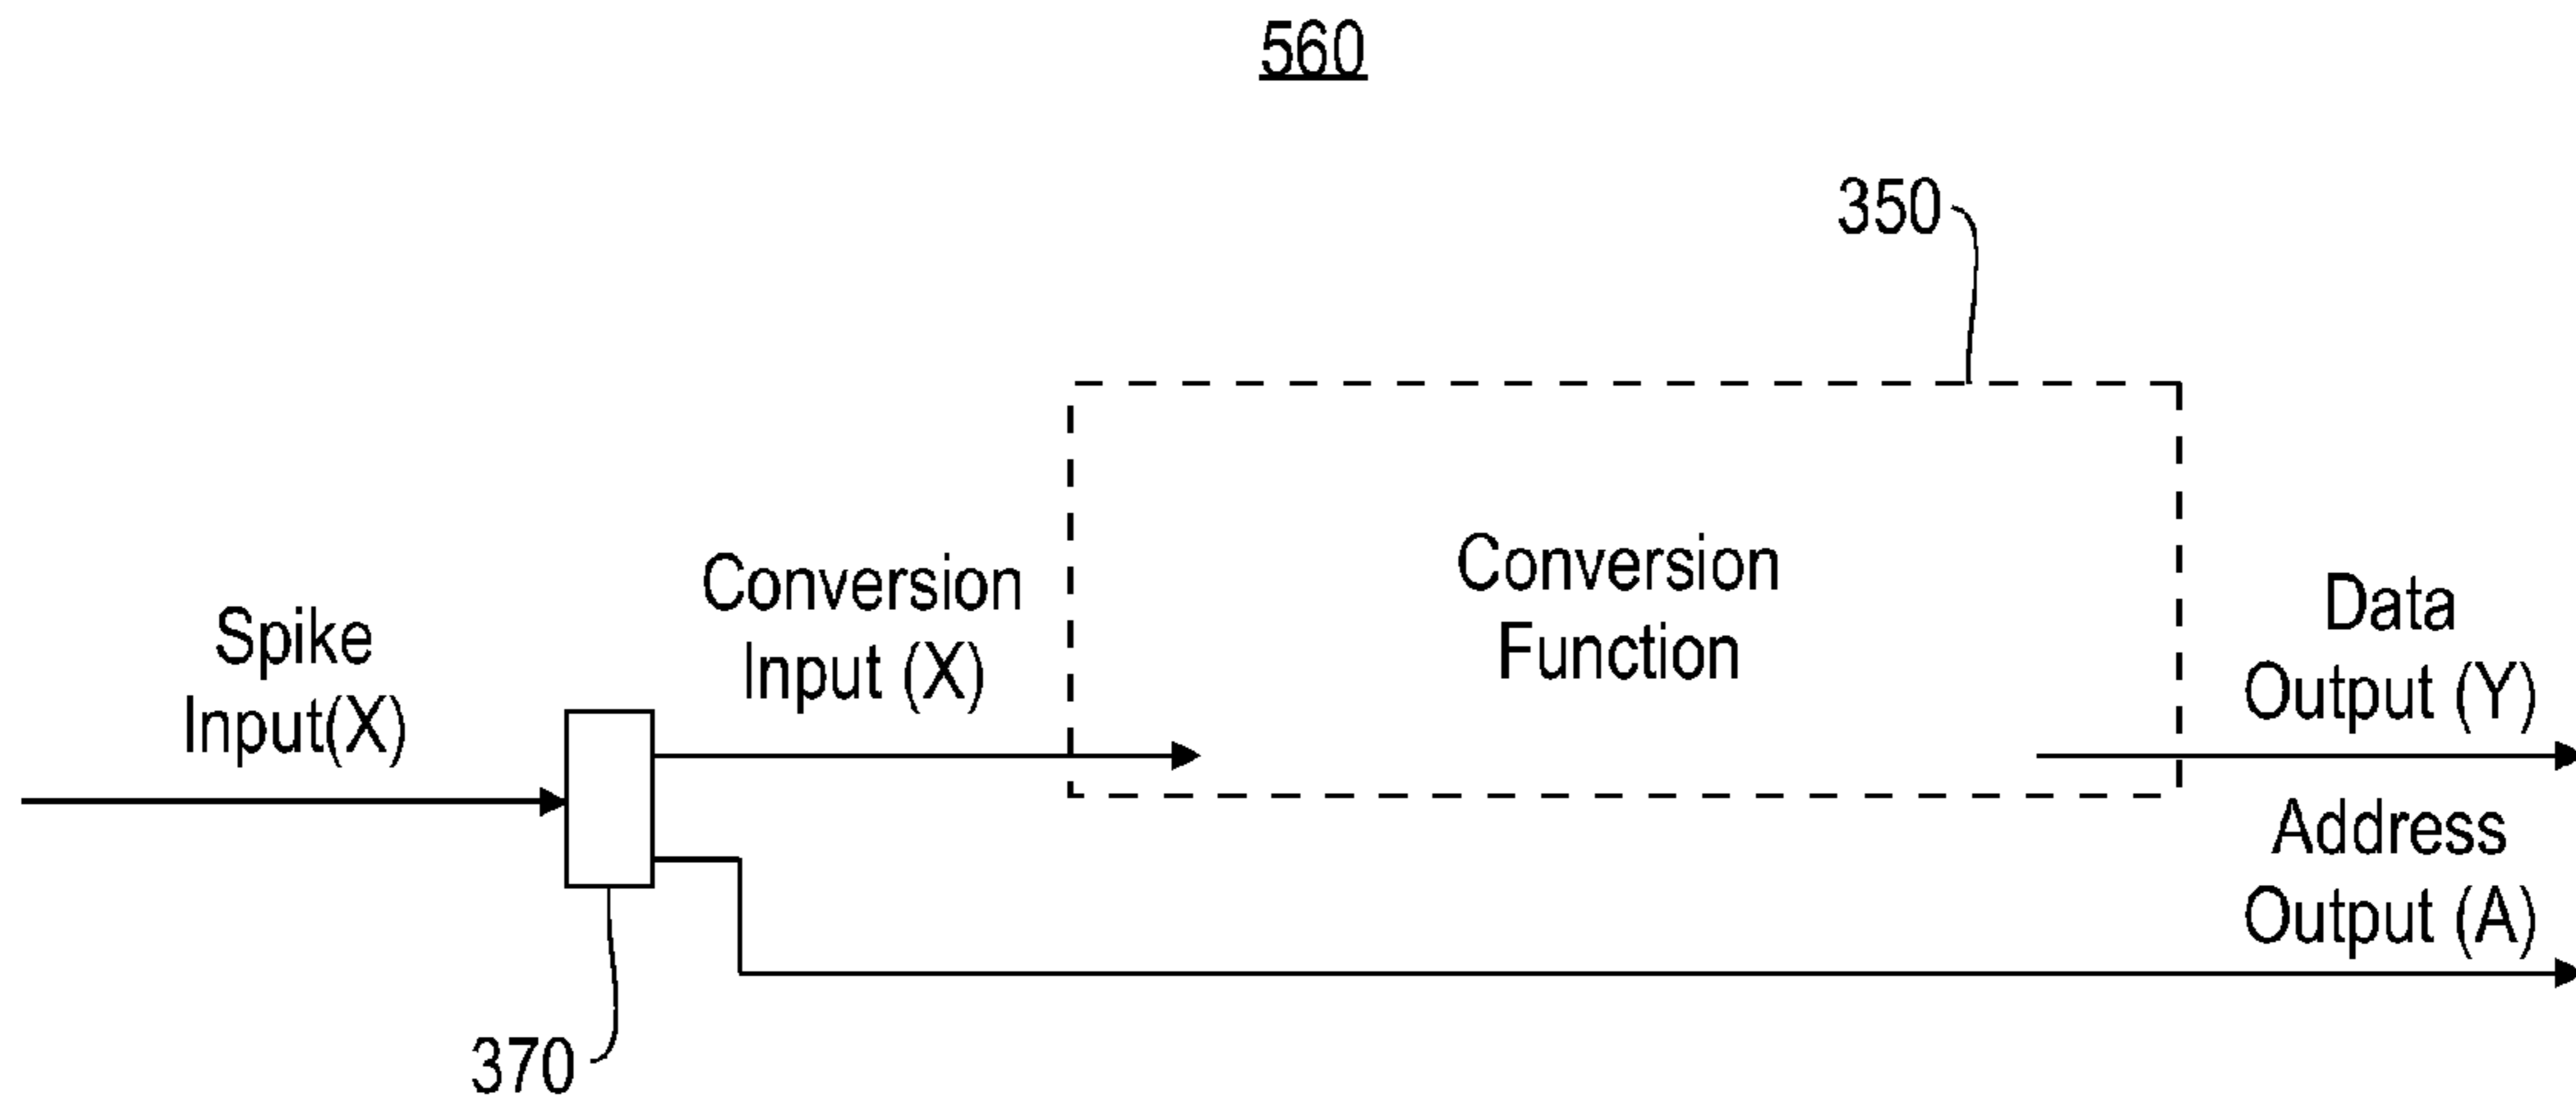 560
350
Conversion
Input (X)
Conversion
Function
Spike
Input(X)
Data
Output (Y)
Address
Output (A)
370